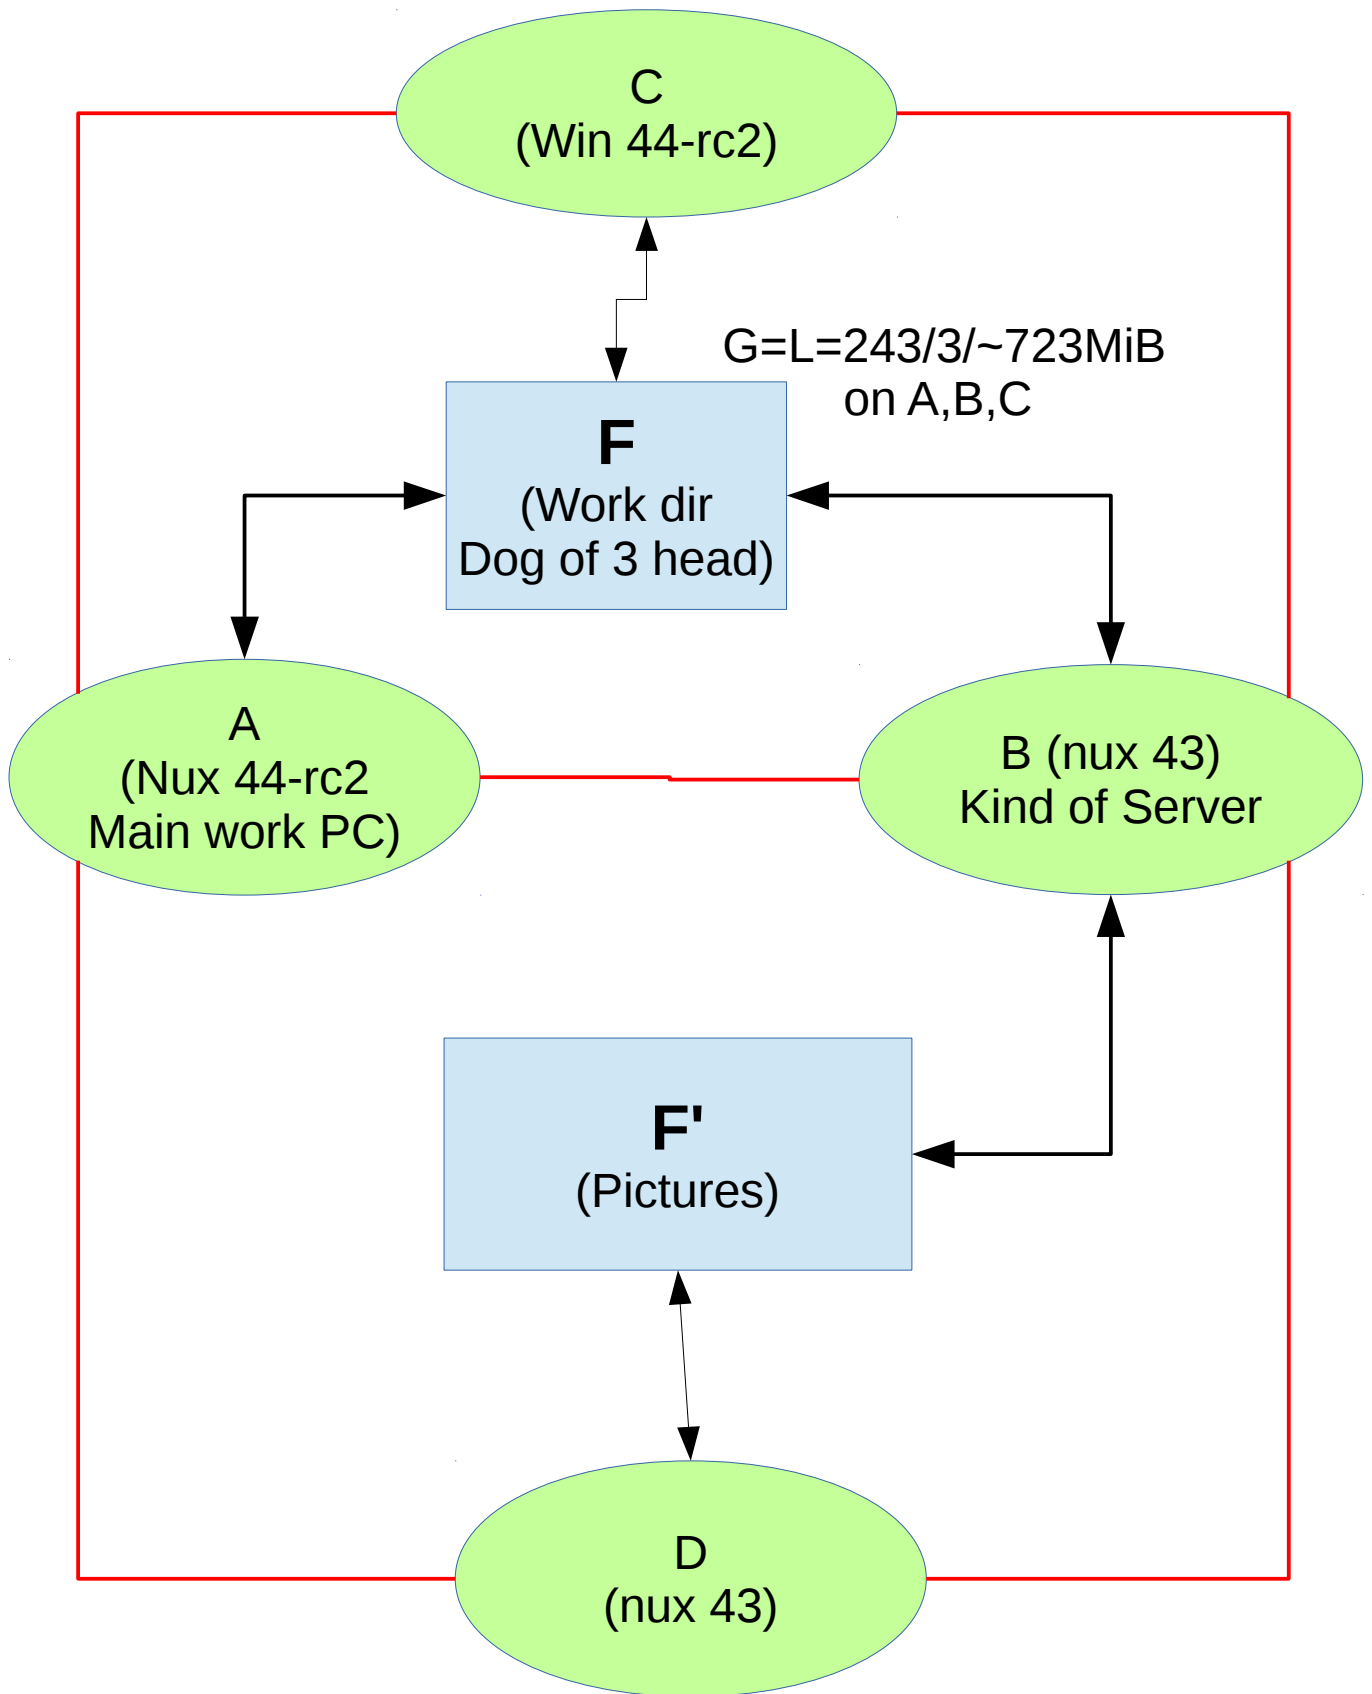 C
(Win 44-rc2)
G=L=243/3/~723MiB
on A,B,C
F
(Work dir
Dog of 3 head)
A
(Nux 44-rc2
Main work PC)
B (nux 43)
Kind of Server
F'
(Pictures)
D
(nux 43)